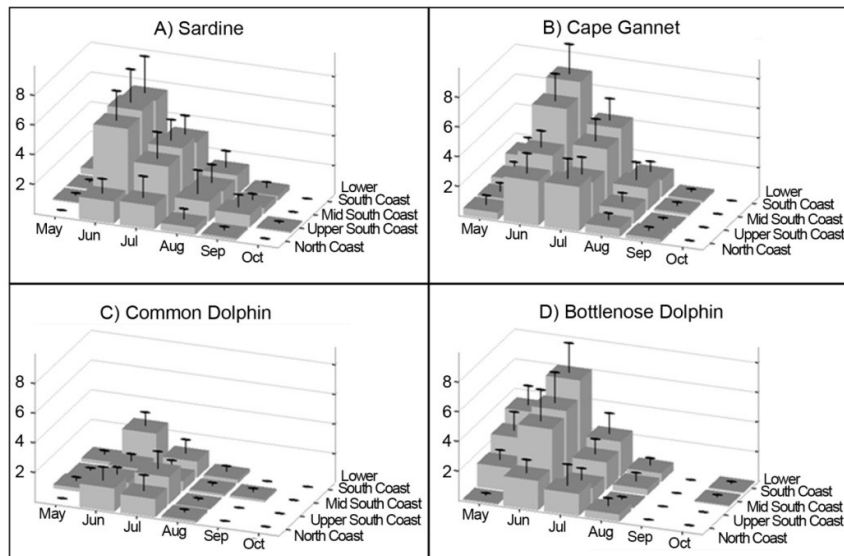 A) Sardine
8
6
4
2
May
Jun
Jul
Aug
Sep
Oct
Lower
South Coast
Mid South Coast
Upper South Coast
North Coast
B) Cape Gannet
8
6
4
2
May
Jun
Jul
Aug
Sep
Oct
Lower
South Coast
Mid South Coast
Upper South Coast
North Coast
C) Common Dolphin
8
6
4
2
May
Jun
Jul
Aug
Sep
Oct
Lower
South Coast
Mid South Coast
Upper South Coast
North Coast
D) Bottlenose Dolphin
8
6
4
2
May
Jun
Jul
Aug
Sep
Oct
Lower
South Coast
Mid South Coast
Upper South Coast
North Coast